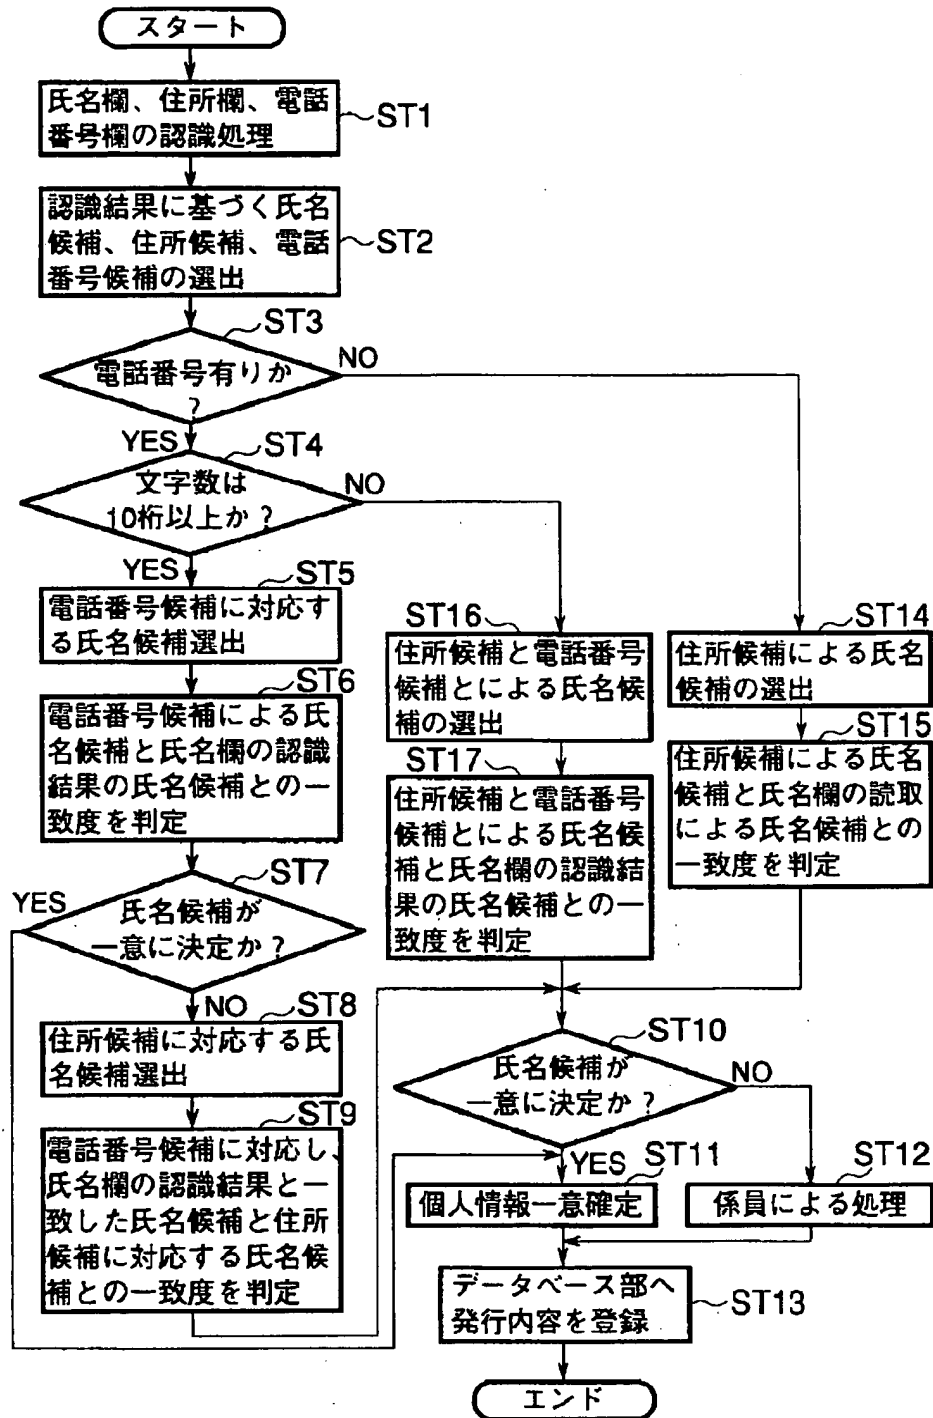 スタート
氏名欄、住所欄、電話
番号欄の認識処理
ST1
認識結果に基づく氏名
候補、住所候補、電話
番号候補の選出
ST2
ST3
電話番号有りか
？
NO
YES
ST4
文字数は
10桁以上か？
NO
YES
ST5
電話番号候補に対応す
る氏名候補選出
ST6
電話番号候補による氏
名候補と氏名欄の認識
結果の氏名候補との一
致度を判定
ST7
YES
氏名候補が
一意に決定か？
NO
ST8
住所候補に対応する氏
名候補選出
ST9
電話番号候補に対応し、
氏名欄の認識結果と一
致した氏名候補と住所
候補に対応する氏名候
補との一致度を判定
ST16
住所候補と電話番号
候補とによる氏名候
補の選出
ST17
住所候補と電話番号
候補とによる氏名候
補と氏名欄の認識結
果の氏名候補との一
致度を判定
ST14
住所候補による氏名
候補の選出
ST15
住所候補による氏名
候補と氏名欄の読取
による氏名候補との
一致度を判定
ST10
氏名候補が
一意に決定か？
NO
YES
ST11
個人情報一意確定
ST12
係員による処理
データベース部へ
発行内容を登録
ST13
エンド